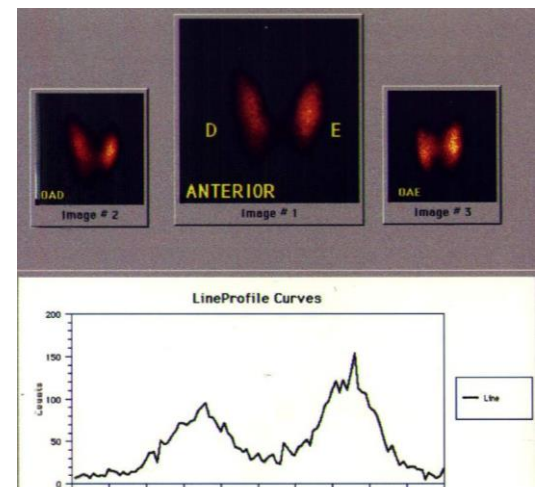 D
E
OAD
ANTERIOR
OAE
Image # 2
Image # 1
Image # 3
LineProfile Curves
200
150
100
50
0
Counts
Line